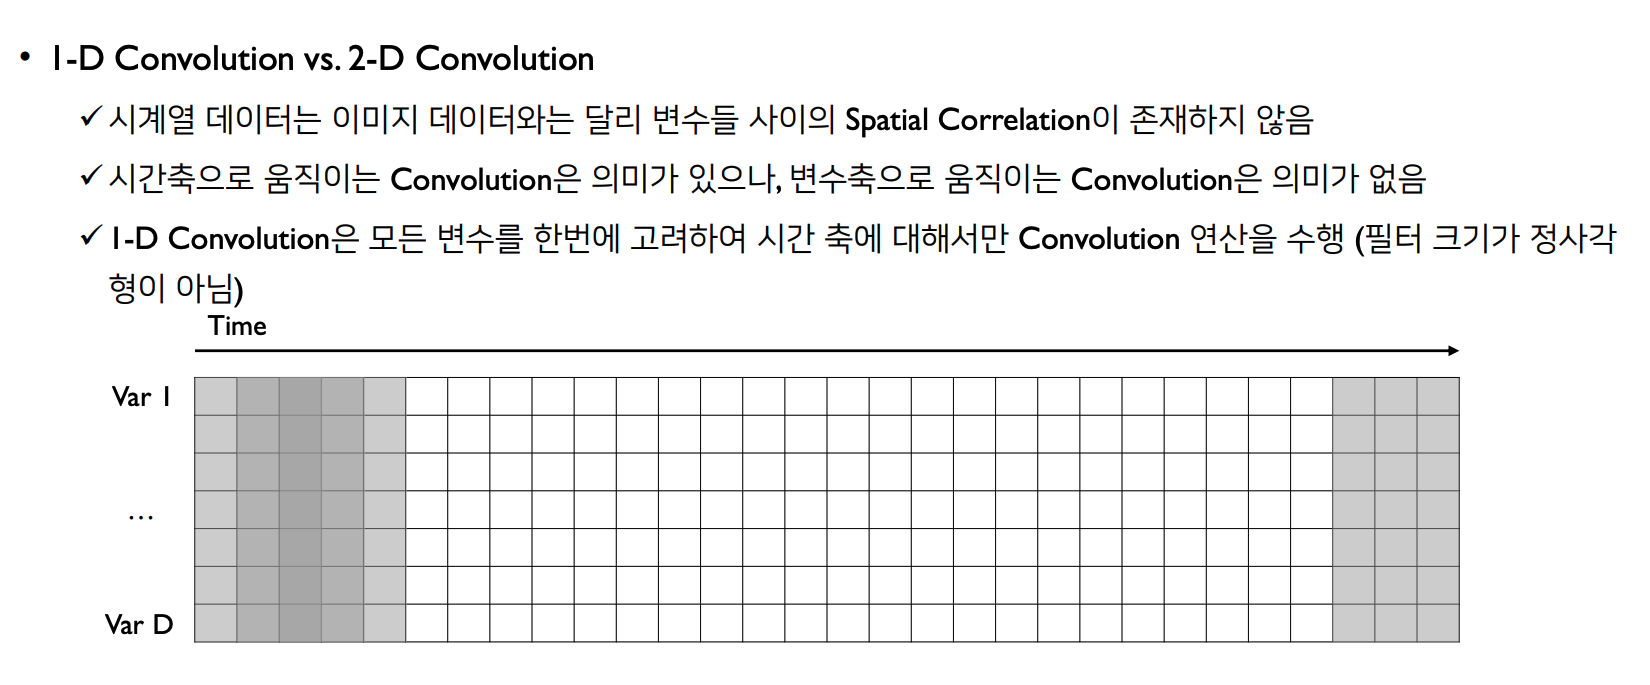 • 1-D Convolution vs. 2-D Convolution
✓ 시계열 데이터는 이미지 데이터와는 달리 변수들 사이의 Spatial Correlation이 존재하지 않음
✓ 시간축으로 움직이는 Convolution은 의미가 있으나, 변수축으로 움직이는 Convolution은 의미가 없음
✓ 1-D Convolution은 모든 변수를 한번에 고려하여 시간 축에 대해서만 Convolution 연산을 수행 (필터 크기가 정사각
형이 아님)
Time
Var 1
…
Var D